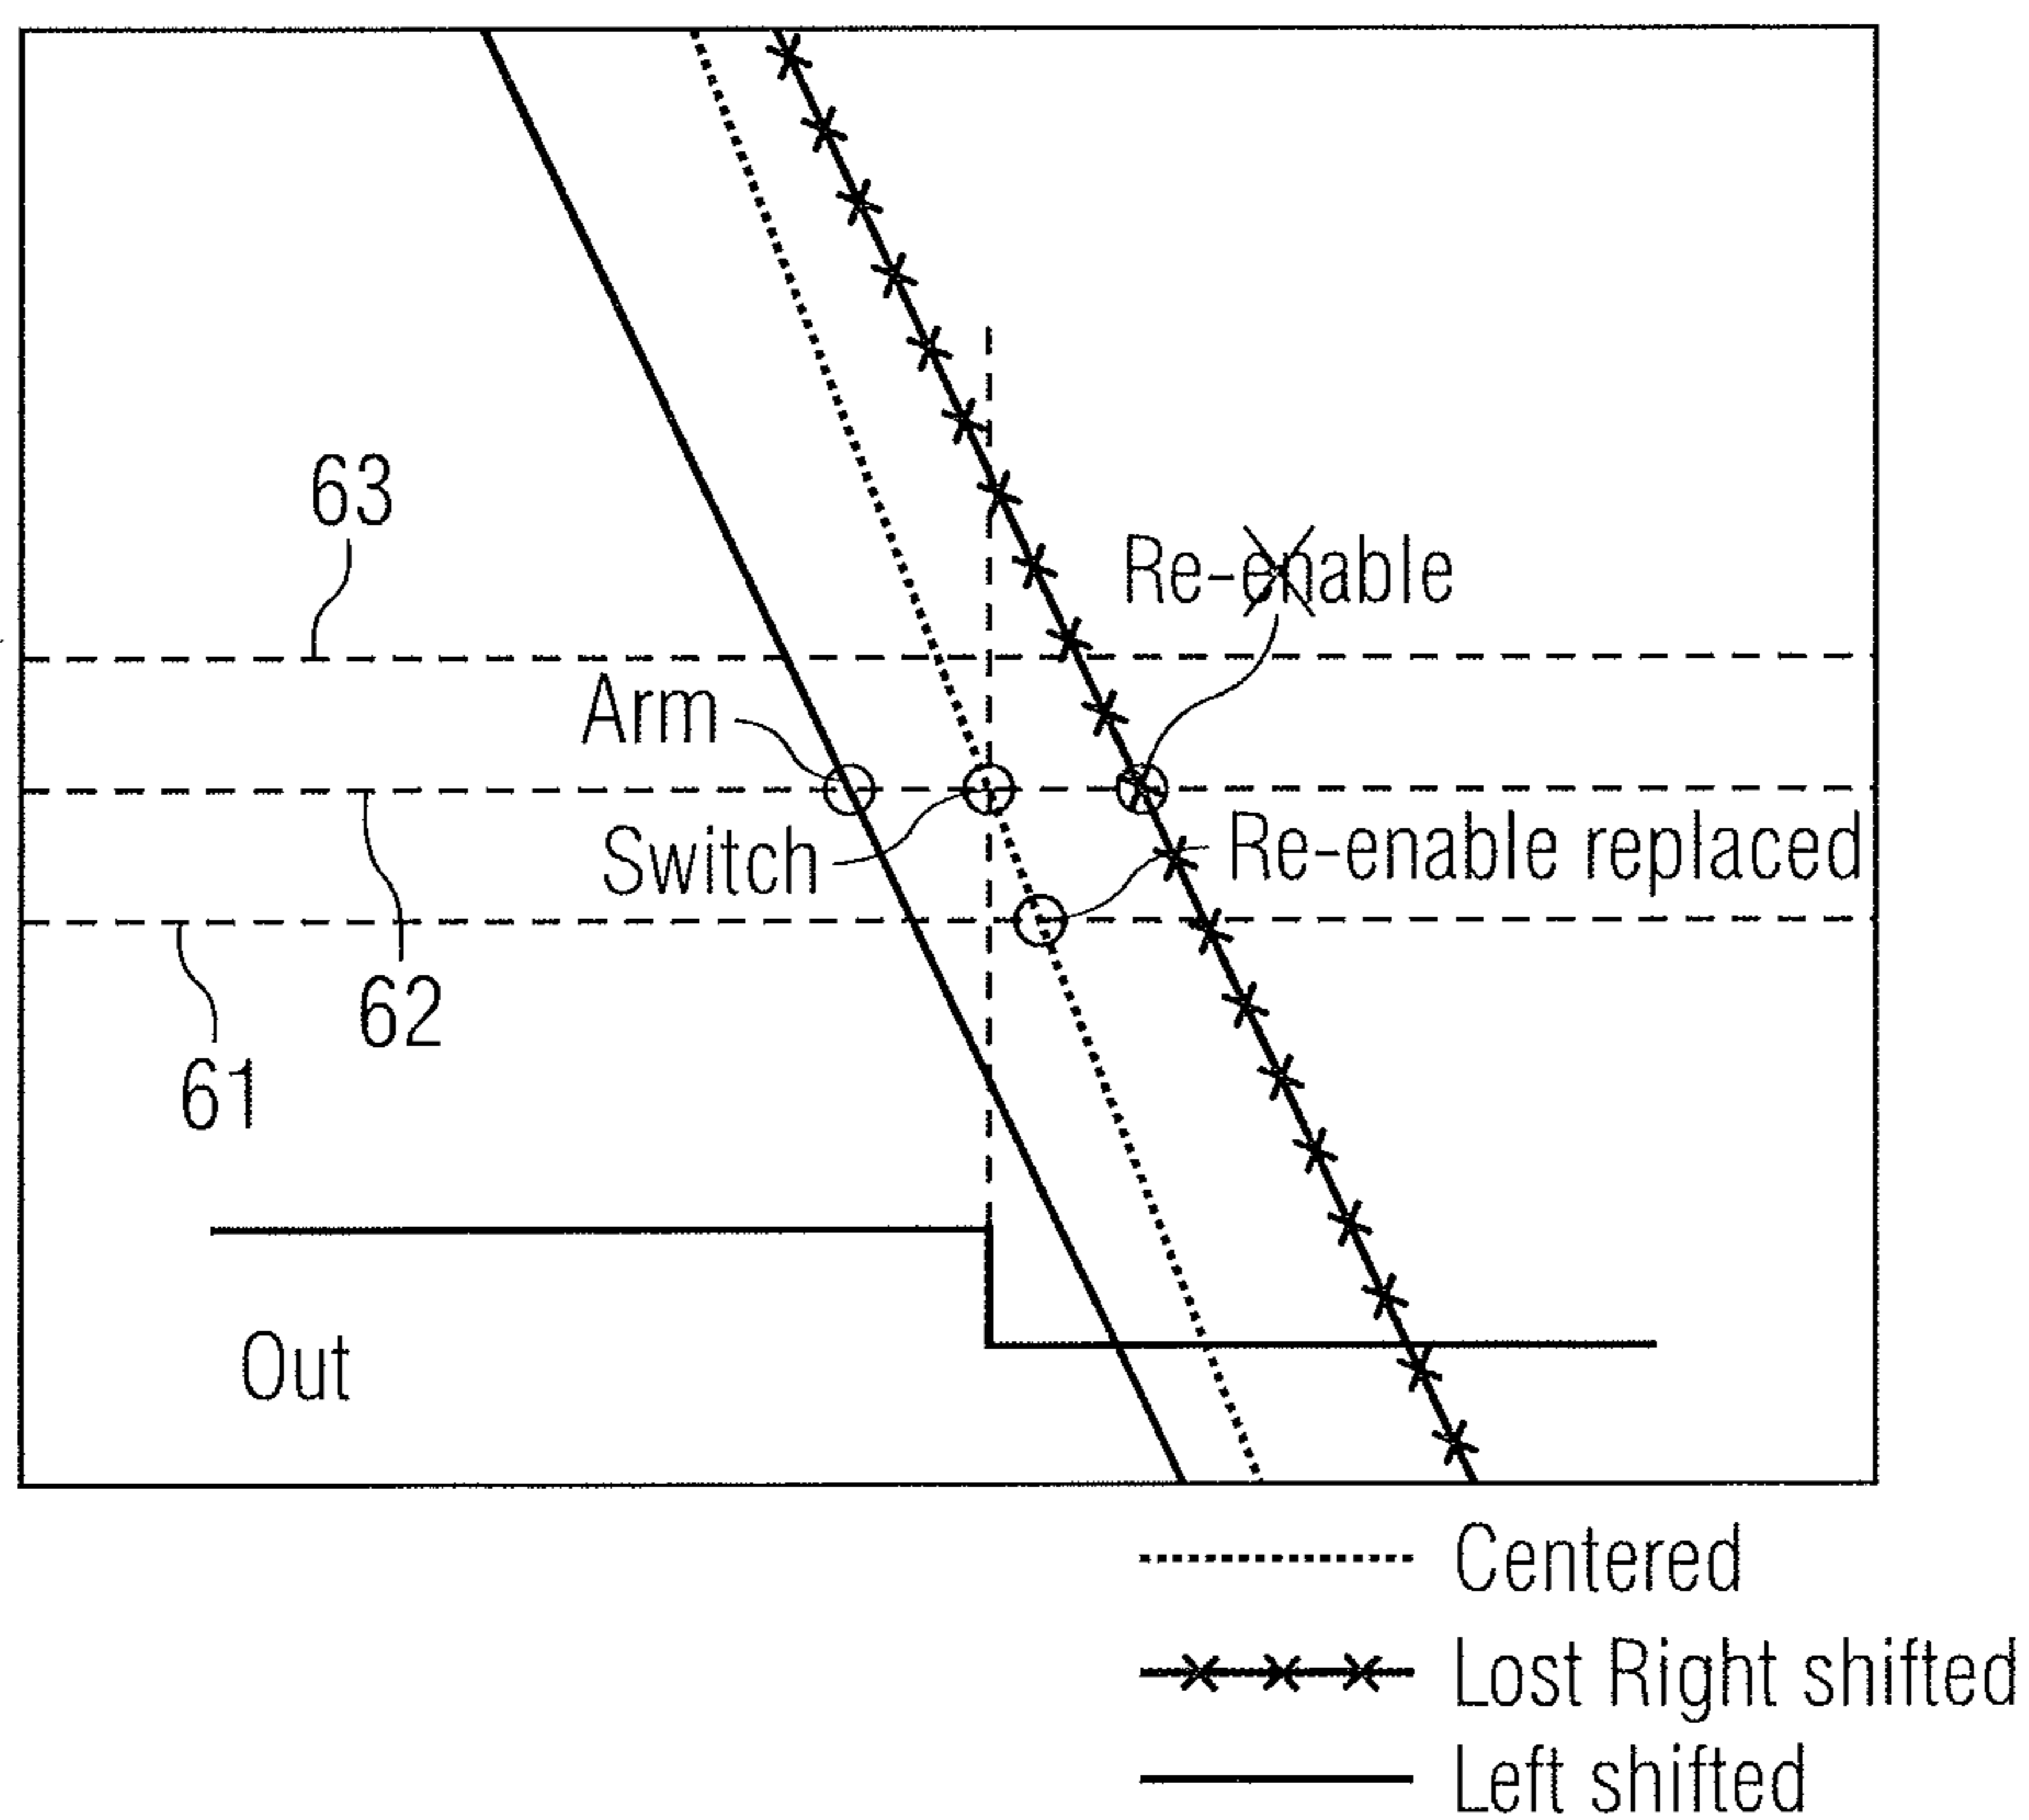 63
Re-enable
Arm
Switch
Re-enable replaced
62
61
Out
Centered
Lost Right shifted
Left shifted